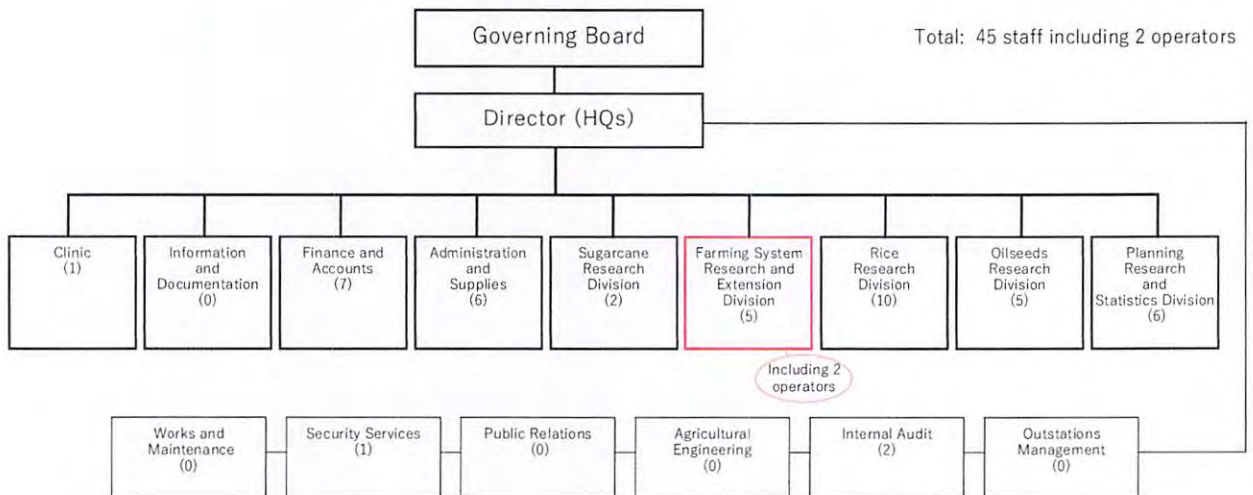 Governing Board
Total: 45 staff including 2 operators
Director (HQs)
Clinic
(1)
Information
and
Documentation
(0)
Finance and
Accounts
(7)
Administration
and
Supplies
(6)
Sugarcane
Research
Division
(2)
Farming System
Research and
Extension
Division
(5)
Rice
Research
Division
(10)
Oilseeds
Research
Division
(5)
Planning
Research
and
Statistics Division
(6)
Including 2
operators
Works and
Maintenance
(0)
Security Services
(1)
Public Relations
(0)
Agricultural
Engineering
(0)
Internal Audit
(2)
Outstations
Management
(0)